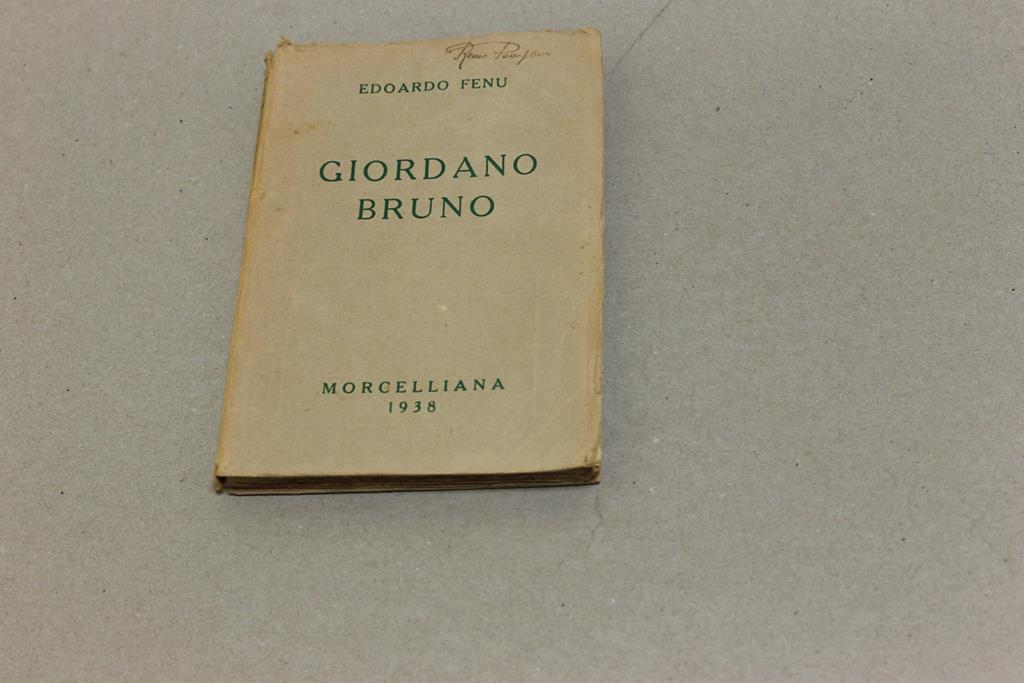 EDOARDO FENU
GIORDANO
BRUNO
MORCELLIANA
1938